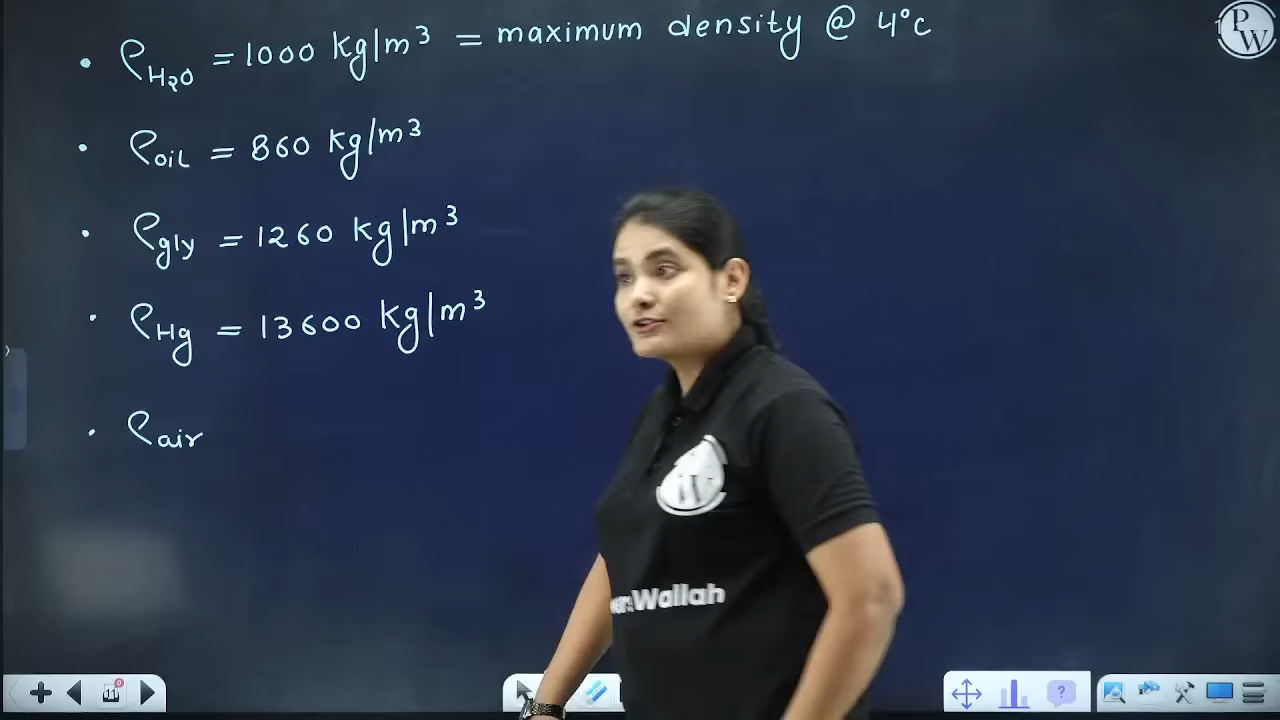 • ρH₂O = 1000 kg/m³ = maximum density @ 4°c
• ρoil = 860 kg/m³
• ρgly = 1260 kg/m³
• ρHg = 13600 kg/m³
• ρair
PW
Wallah
11